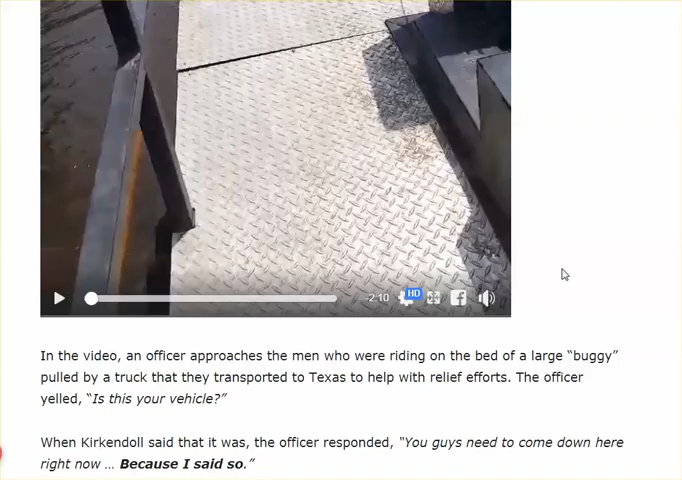 -2:10 HD
In the video, an officer approaches the men who were riding on the bed of a large “buggy”
pulled by a truck that they transported to Texas to help with relief efforts. The officer
yelled, “Is this your vehicle?”
When Kirkendoll said that it was, the officer responded, “You guys need to come down here
right now … Because I said so.”